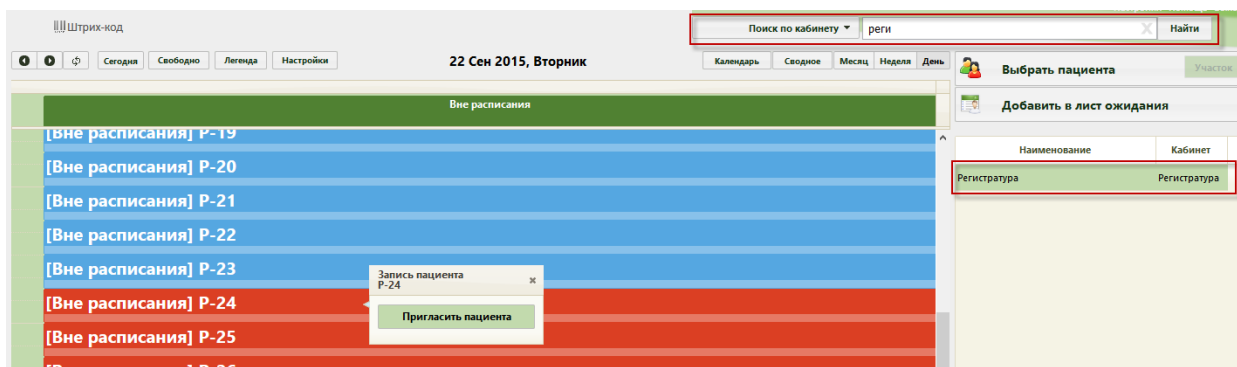 Штрих-код
Поиск по кабинету
реги
Найти
Сегодня
Свободно
Легенда
Настройки
22 Сен 2015, Вторник
Календарь
Сводное
Месяц
Неделя
День
Выбрать пациента
Участок
Добавить в лист ожидания
Вне расписания
Наименование
Кабинет
Регистратура
Регистратура
[Вне расписания] Р-19
[Вне расписания] Р-20
[Вне расписания] Р-21
[Вне расписания] Р-22
[Вне расписания] Р-23
Запись пациента
Р-24
Пригласить пациента
[Вне расписания] Р-24
[Вне расписания] Р-25